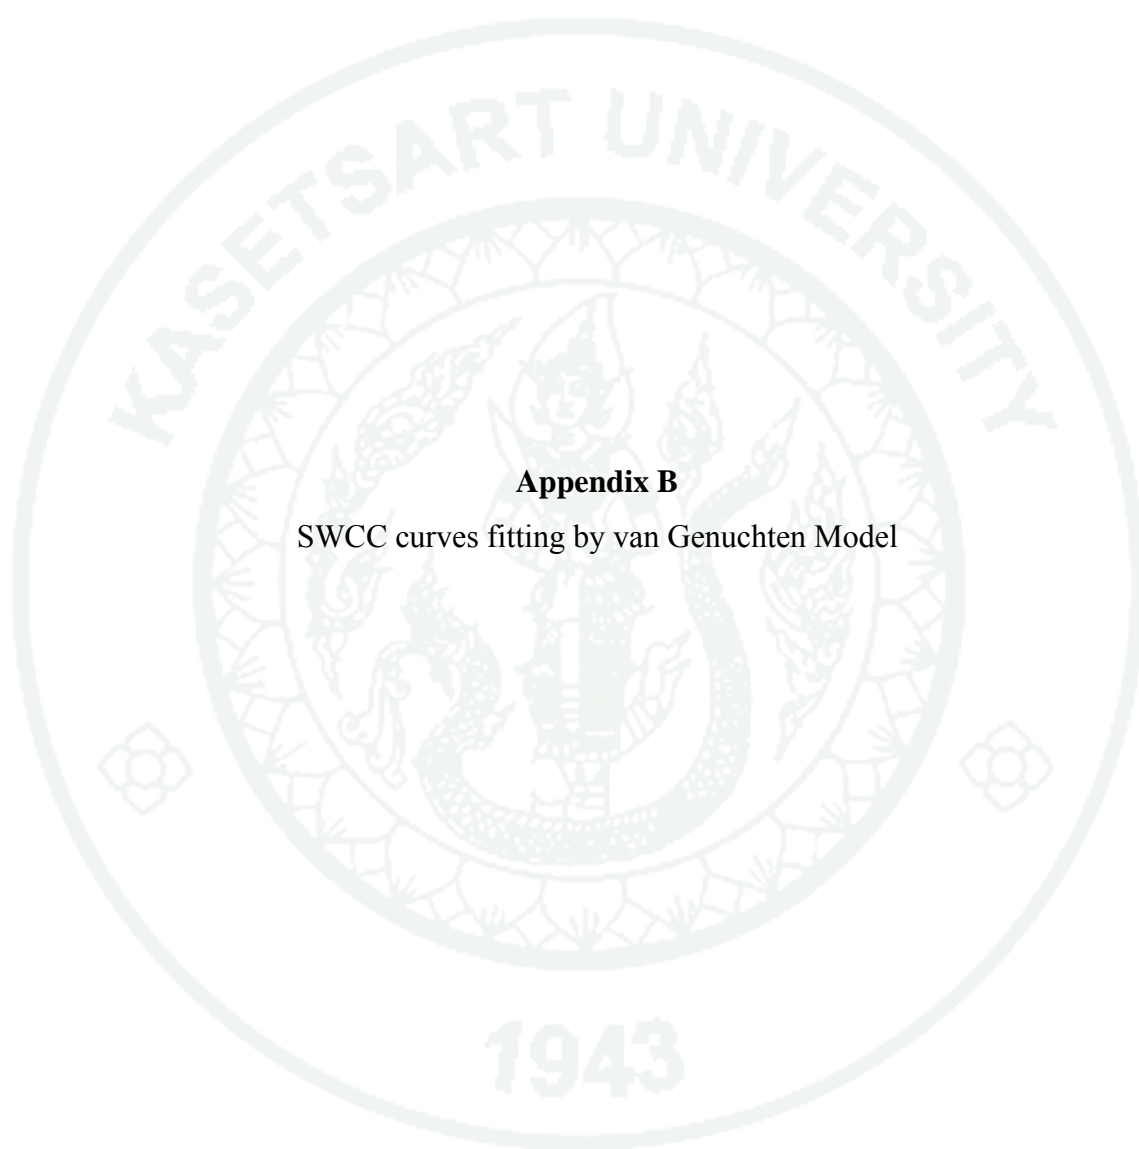 KASETSART UNIVERSITY
Appendix B
SWCC curves fitting by van Genuchten Model
1943